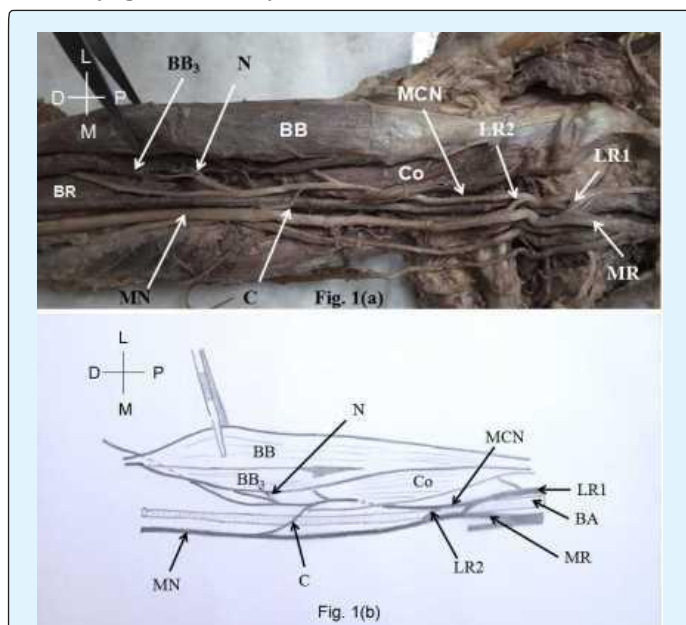 L
D P
M
BB₃ N
BB
MCN
LR2
LR1
Co
BR
MN
C
MR
Fig. 1(a)
L
D P
M
N
BB
BB₃
MCN
Co
LR1
BA
MR
LR2
C
MN
Fig. 1(b)